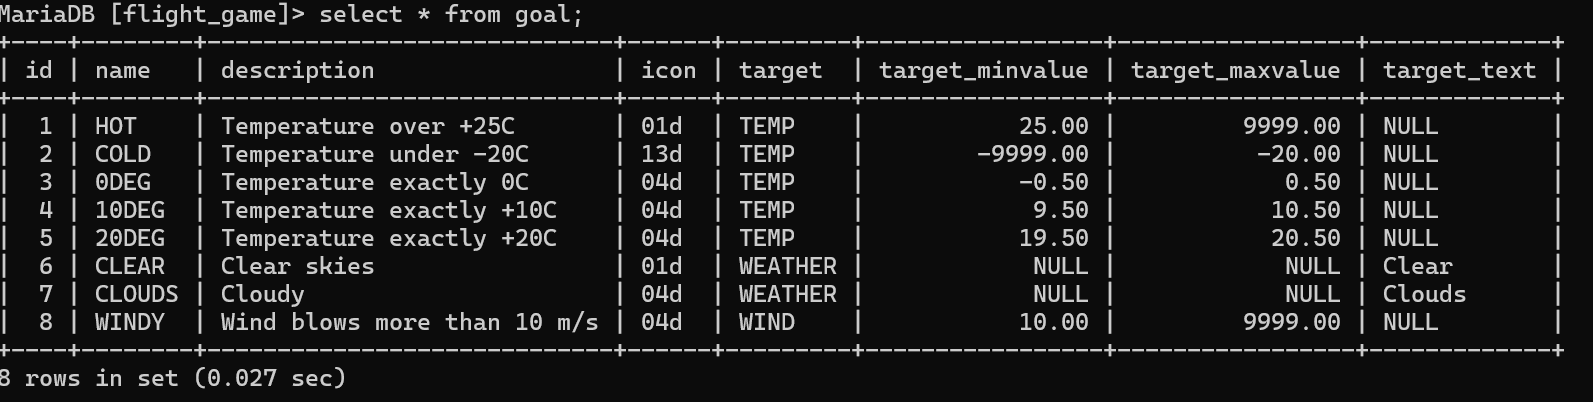 MariaDB [flight_game]> select * from goal;
+----+--------+-----------------------------+------+---------+-----------------+-----------------+-------------+
| id | name   | description                 | icon | target  | target_minvalue | target_maxvalue | target_text |
+----+--------+-----------------------------+------+---------+-----------------+-----------------+-------------+
|  1 | HOT    | Temperature over +25C       | 01d  | TEMP    |           25.00 |         9999.00 | NULL        |
|  2 | COLD   | Temperature under -20C      | 13d  | TEMP    |        -9999.00 |          -20.00 | NULL        |
|  3 | 0DEG   | Temperature exactly 0C      | 04d  | TEMP    |           -0.50 |            0.50 | NULL        |
|  4 | 10DEG  | Temperature exactly +10C    | 04d  | TEMP    |            9.50 |           10.50 | NULL        |
|  5 | 20DEG  | Temperature exactly +20C    | 04d  | TEMP    |           19.50 |           20.50 | NULL        |
|  6 | CLEAR  | Clear skies                 | 01d  | WEATHER |            NULL |            NULL | Clear       |
|  7 | CLOUDS | Cloudy                      | 04d  | WEATHER |            NULL |            NULL | Clouds      |
|  8 | WINDY  | Wind blows more than 10 m/s | 04d  | WIND    |           10.00 |         9999.00 | NULL        |
+----+--------+-----------------------------+------+---------+-----------------+-----------------+-------------+
8 rows in set (0.027 sec)